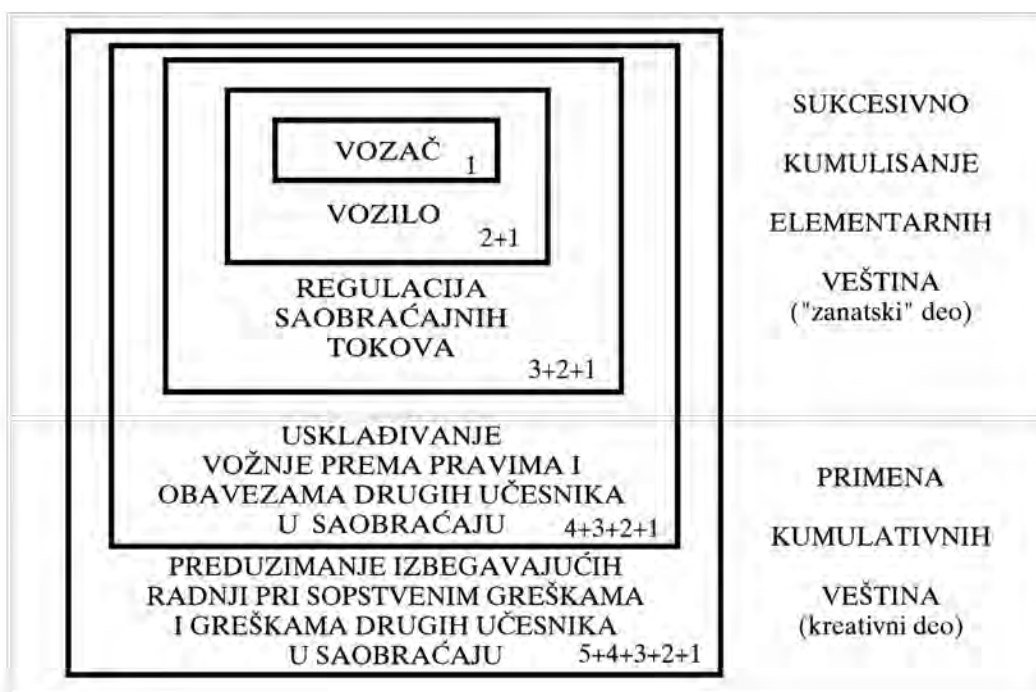 VOZAČ 1
VOZILO
2+1
REGULACIJA
SAOBRAĆAJNIH
TOKOVA
3+2+1
USKLAĐIVANJE
VOŽNJE PREMA PRAVIMA I
OBAVEZAMA DRUGIH UČESNIKA
U SAOBRAĆAJU 4+3+2+1
PREDUZIMANJE IZBEGAVAJUĆIH
RADNJI PRI SOPSTVENIM GREŠKAMA
I GREŠKAMA DRUGIH UČESNIKA
U SAOBRAĆAJU 5+4+3+2+1
SUKCESIVNO
KUMULISANJE
ELEMENTARNIH
VEŠTINA
("zanatski" deo)
PRIMENA
KUMULATIVNIH
VEŠTINA
(kreativni deo)